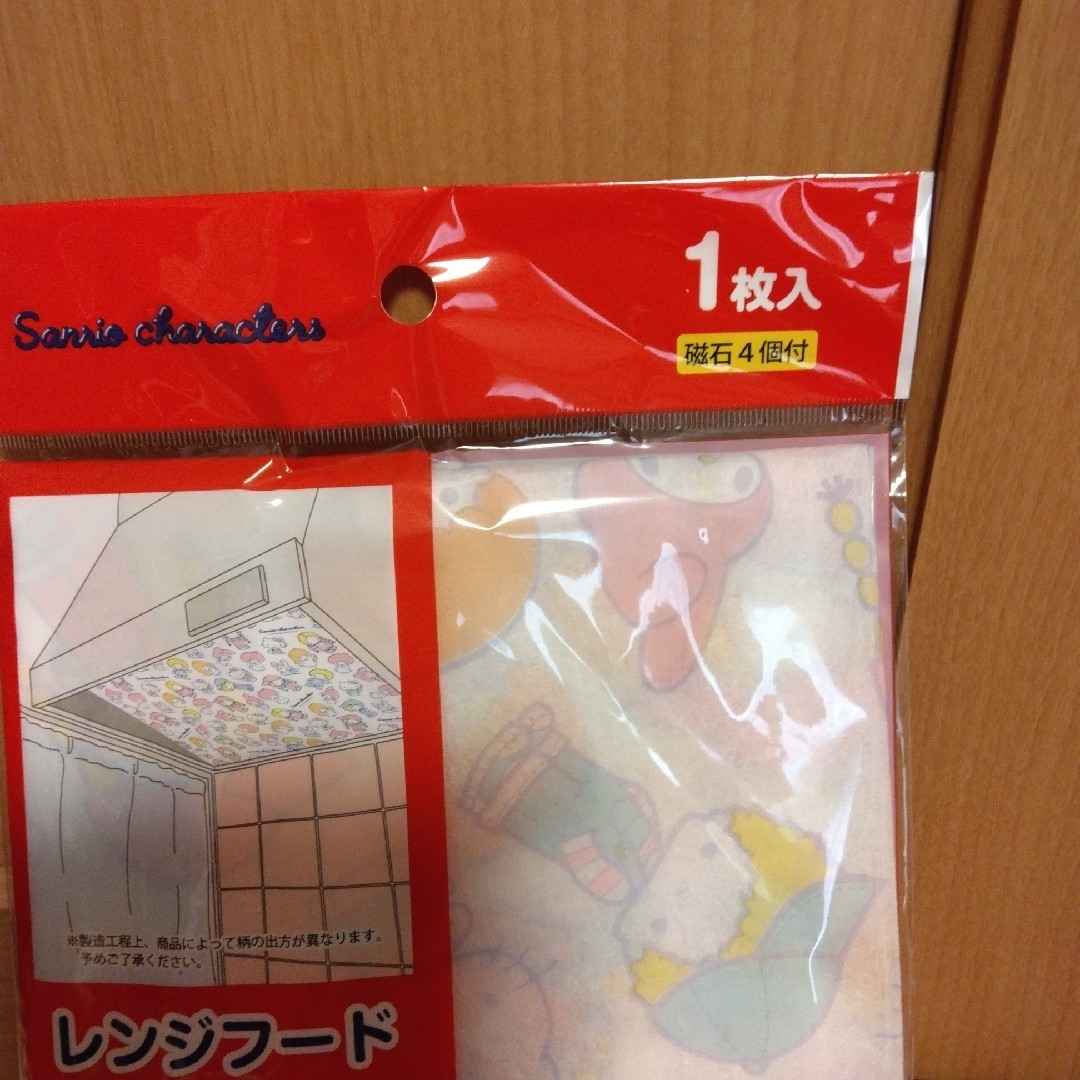 Sanrio characters
1枚入
磁石4個付
Sanrio characters
※製造工程上、商品によって柄の出方が異なります。
予めご了承ください。
レンジフード